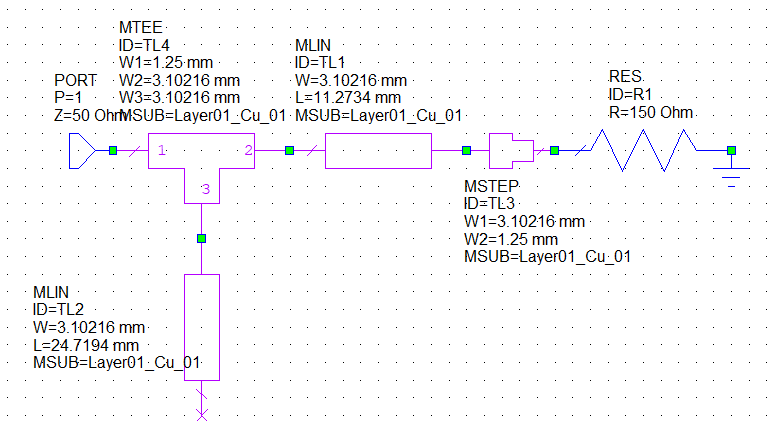 MTEE
ID=TL4
W1=1.25 mm
W2=3.10216 mm
W3=3.10216 mm
MSUB=Layer01_Cu_01
MLIN
ID=TL1
W=3.10216 mm
L=11.2734 mm
MSUB=Layer01_Cu_01
PORT
P=1
Z=50 Ohm
RES
ID=R1
R=150 Ohm
1
2
3
MSTEP
ID=TL3
W1=3.10216 mm
W2=1.25 mm
MSUB=Layer01_Cu_01
MLIN
ID=TL2
W=3.10216 mm
L=24.7194 mm
MSUB=Layer01_Cu_01